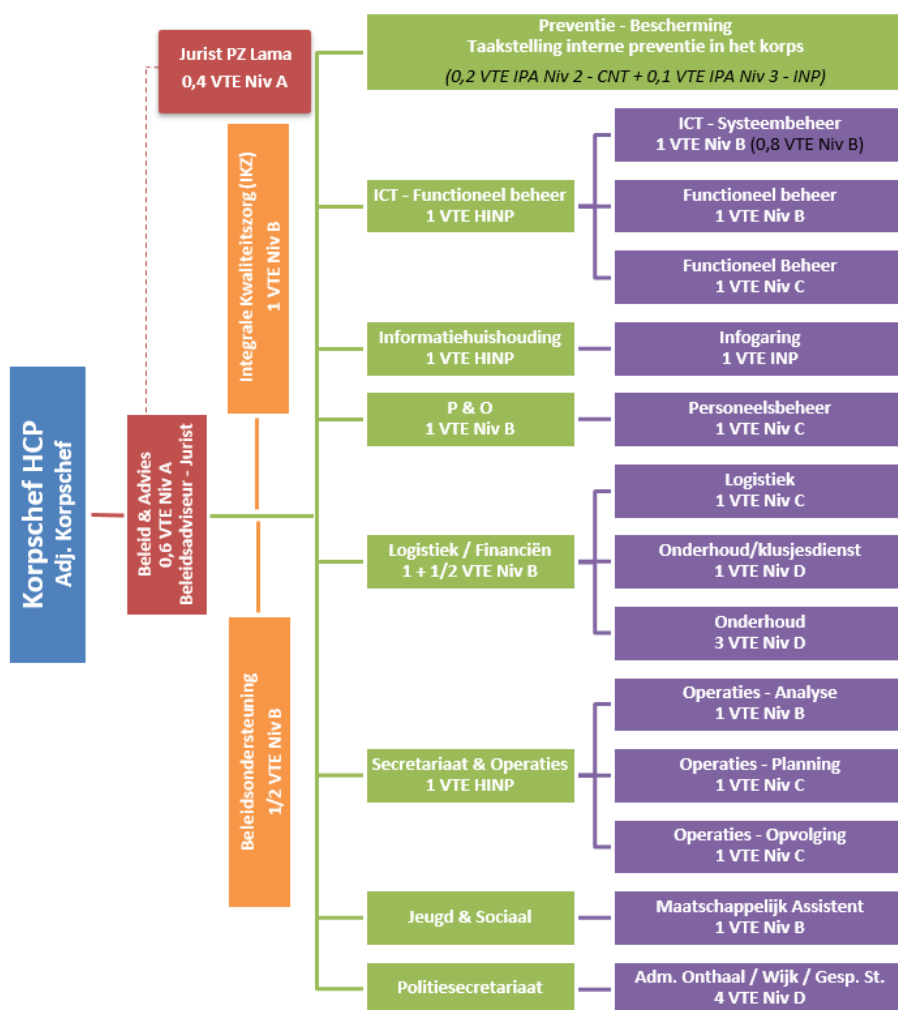 Korpschef HCP
Adj. Korpschef
Jurist PZ Lama
0,4 VTE Niv A
Beleid & Advies
0,6 VTE Niv A
Beleidsadviseur - Jurist
Integrale Kwaliteitszorg (IKZ)
1 VTE Niv B
Beleidsondersteuning
1/2 VTE Niv B
Preventie - Bescherming
Taakstelling interne preventie in het korps
(0,2 VTE IPA Niv 2 - CNT + 0,1 VTE IPA Niv 3 - INP)
ICT - Functioneel beheer
1 VTE HINP
ICT - Systeembeheer
1 VTE Niv B (0,8 VTE Niv B)
Functioneel beheer
1 VTE Niv B
Functioneel Beheer
1 VTE Niv C
Informatiehuishouding
1 VTE HINP
Infogaring
1 VTE INP
P & O
1 VTE Niv B
Personeelsbeheer
1 VTE Niv C
Logistiek / Financiën
1 + 1/2 VTE Niv B
Logistiek
1 VTE Niv C
Onderhoud/klusjesdienst
1 VTE Niv D
Onderhoud
3 VTE Niv D
Secretariaat & Operaties
1 VTE HINP
Operaties - Analyse
1 VTE Niv B
Operaties - Planning
1 VTE Niv C
Operaties - Opvolging
1 VTE Niv C
Jeugd & Sociaal
Maatschappelijk Assistent
1 VTE Niv B
Politiesecretariaat
Adm. Onthaal / Wijk / Gesp. St.
4 VTE Niv D